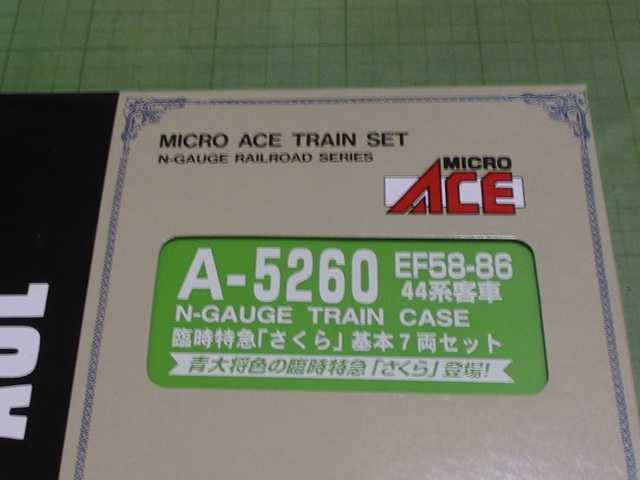 MICRO ACE TRAIN SET
N-GAUGE RAILROAD SERIES
MICRO
ACE
A-5260 EF58-86
44系客車
N-GAUGE TRAIN CASE
臨時特急「さくら」基本7両セット
青大将色の臨時特急「さくら」登場!